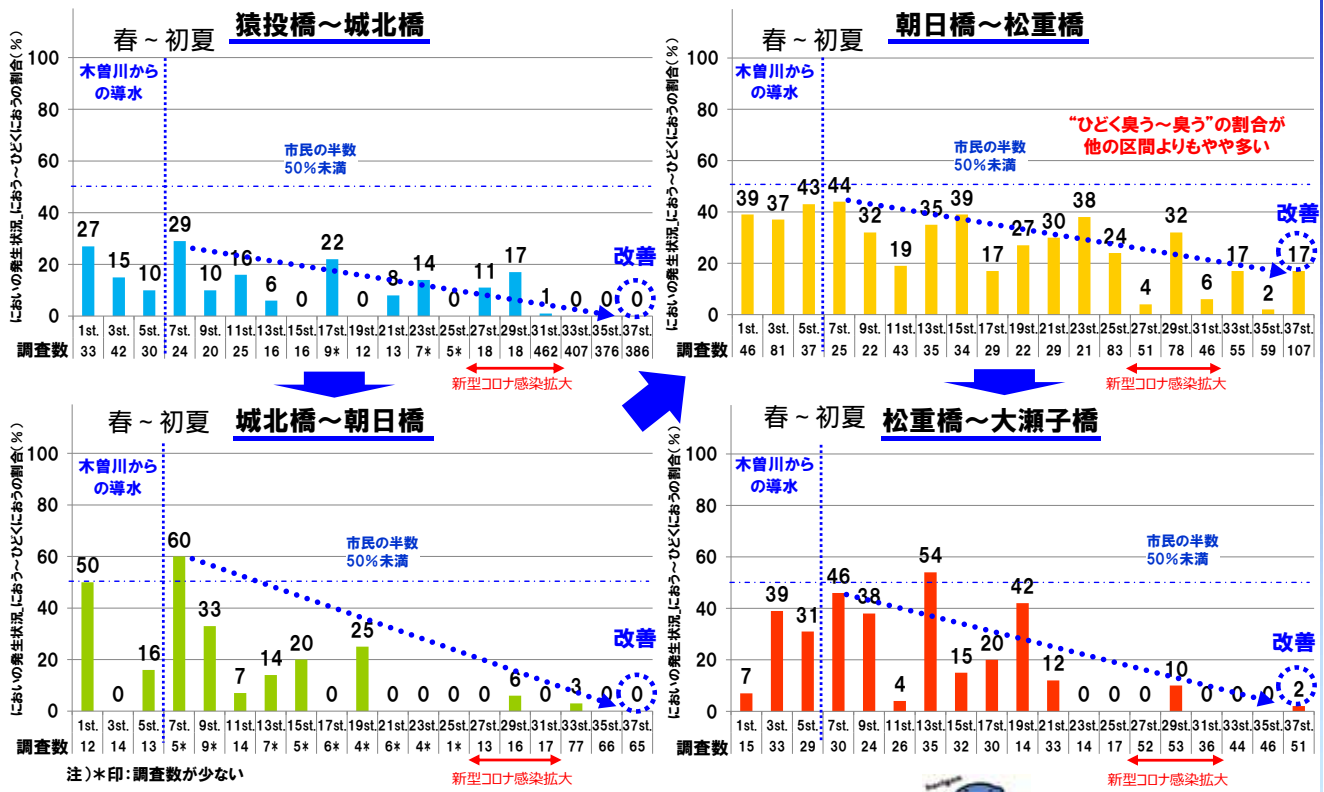 春~初夏 猿投橋~城北橋
においの発生状況_におう~ひどくにおうの割合(%)
木曽川から
の導水
市民の半数
50%未満
改善
100
80
60
40
20
0
27 15 10 29 10 16 6 0 22 0 8 14 0 11 17 1 0 0 0
1st. 3st. 5st. 7st. 9st. 11st. 13st. 15st. 17st. 19st. 21st. 23st. 25st. 27st. 29st. 31st. 33st. 35st. 37st.
調査数 33 42 30 24 20 25 16 16 9* 12 13 7* 5* 18 18 462 407 376 386
新型コロナ感染拡大
春~初夏 城北橋~朝日橋
においの発生状況_におう~ひどくにおうの割合(%)
木曽川から
の導水
市民の半数
50%未満
改善
100
80
60
40
20
0
50 0 16 60 33 7 14 20 0 25 0 0 0 0 6 0 3 0 0
1st. 3st. 5st. 7st. 9st. 11st. 13st. 15st. 17st. 19st. 21st. 23st. 25st. 27st. 29st. 31st. 33st. 35st. 37st.
調査数 12 14 13 5* 9* 14 7* 5* 6* 4* 6* 4* 1* 13 16 17 77 66 65
注)*印:調査数が少ない
新型コロナ感染拡大
春~初夏 朝日橋~松重橋
においの発生状況_におう~ひどくにおうの割合(%)
木曽川から
の導水
市民の半数
50%未満
“ひどく臭う~臭う”の割合が
他の区間よりもやや多い
改善
100
80
60
40
20
0
39 37 43 44 32 19 35 39 17 27 30 38 24 4 32 6 17 2 17
1st. 3st. 5st. 7st. 9st. 11st. 13st. 15st. 17st. 19st. 21st. 23st. 25st. 27st. 29st. 31st. 33st. 35st. 37st.
調査数 46 81 37 25 22 43 35 34 29 22 29 21 83 51 78 46 55 59 107
新型コロナ感染拡大
春~初夏 松重橋~大瀬子橋
においの発生状況_におう~ひどくにおうの割合(%)
木曽川から
の導水
市民の半数
50%未満
改善
100
80
60
40
20
0
7 39 31 46 38 4 54 15 20 42 12 0 0 0 10 0 0 0 2
1st. 3st. 5st. 7st. 9st. 11st. 13st. 15st. 17st. 19st. 21st. 23st. 25st. 27st. 29st. 31st. 33st. 35st. 37st.
調査数 15 33 29 30 24 26 35 32 30 14 33 14 17 52 53 36 44 46 51
新型コロナ感染拡大